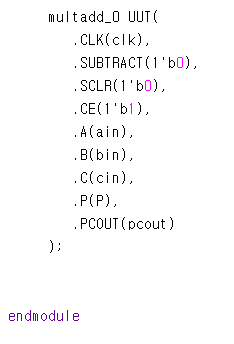 multadd_0 UUT(
.CLK(clk),
.SUBTRACT(1'b0),
.SCLR(1'b0),
.CE(1'b1),
.A(ain),
.B(bin),
.C(cin),
.P(P),
.PCOUT(pcout)
);
endmodule